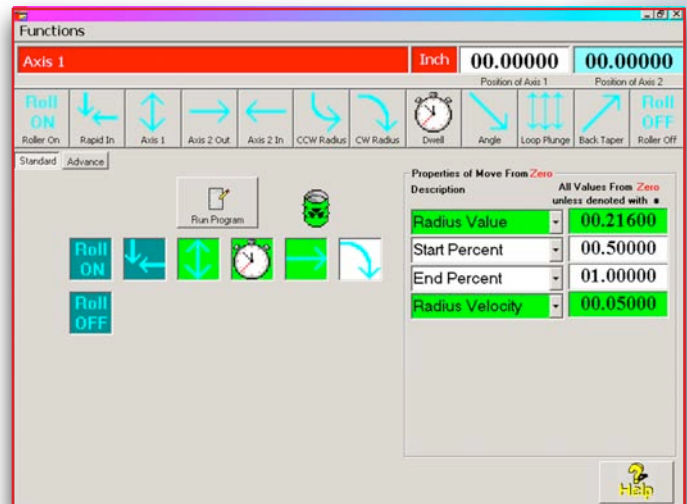 Functions
Axis 1 Inch 00.00000 00.00000
Position of Axis 1 Position of Axis 2
Roll ON Roll OFF
Roller On Rapid In Axis 1 Axis 2 Out Axis 2 In CCW Radius CW Radius Dwell Angle Loop Plunge Back Taper Roller Off
Standard Advance
Properties of Move From Zero
Description All Values From Zero
unless denoted with *
Run Program
Radius Value 00.21600
Start Percent 00.50000
End Percent 01.00000
Radius Velocity 00.05000
Roll
ON
Roll
OFF
Help